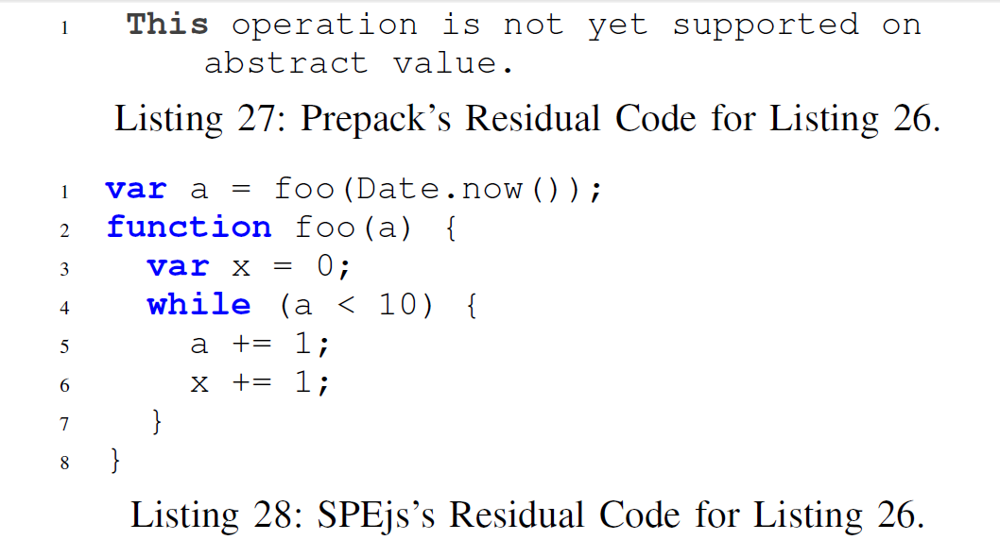 1 This operation is not yet supported on
abstract value.
Listing 27: Prepack's Residual Code for Listing 26.
1 var a = foo(Date.now());
2 function foo(a) {
3 var x = 0;
4 while (a < 10) {
5 a += 1;
6 x += 1;
7 }
8 }
Listing 28: SPEjs's Residual Code for Listing 26.